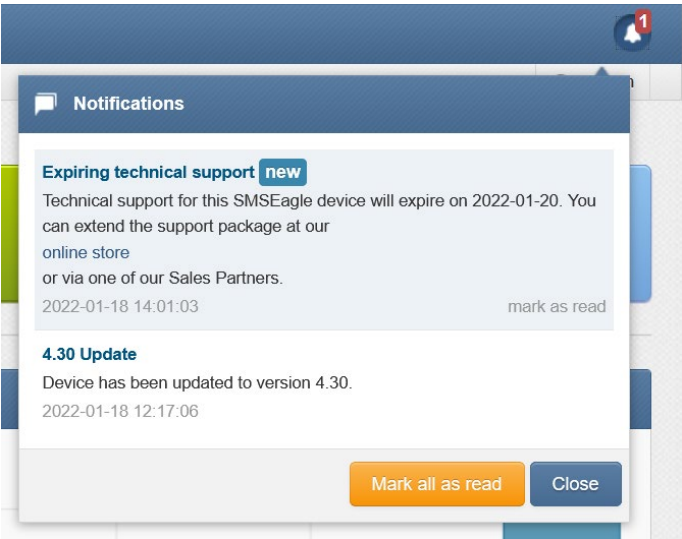 1
Notifications
Expiring technical support new
Technical support for this SMSEagle device will expire on 2022-01-20. You
can extend the support package at our
online store
or via one of our Sales Partners.
2022-01-18 14:01:03 mark as read
4.30 Update
Device has been updated to version 4.30.
2022-01-18 12:17:06
Mark all as read Close